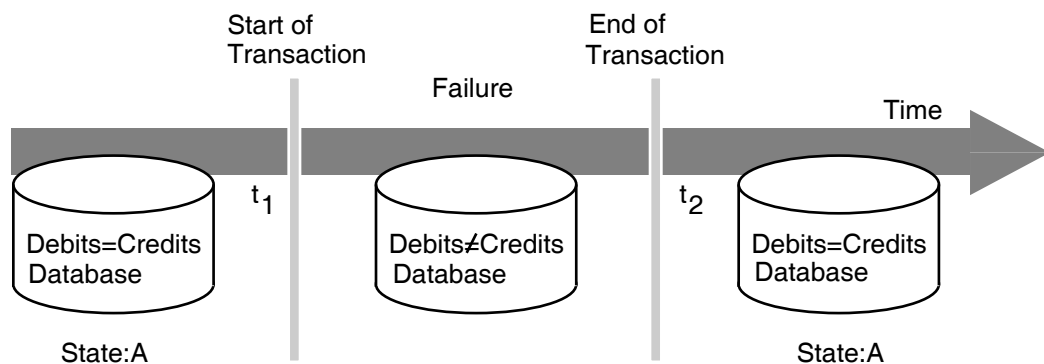 Start of
Transaction
End of
Transaction
Failure
Time
t1
t2
Debits=Credits
Database
Debits≠Credits
Database
Debits=Credits
Database
State:A
State:A